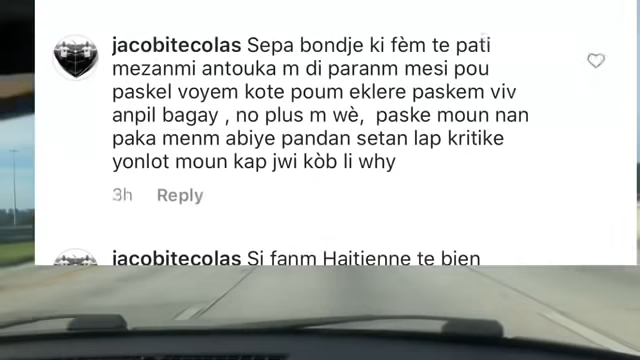 jacobitecolas Sepa bondje ki fèm te pati
mezanmi antouka m di paranm mesi pou
paskel voyem kote poum eklere paskem viv
anpil bagay , no plus m wè, paske moun nan
paka menm abiye pandan setan lap kritike
yonlot moun kap jwi kòb li why
3h Reply
jacobitecolas Si fanm Haitienne te bien